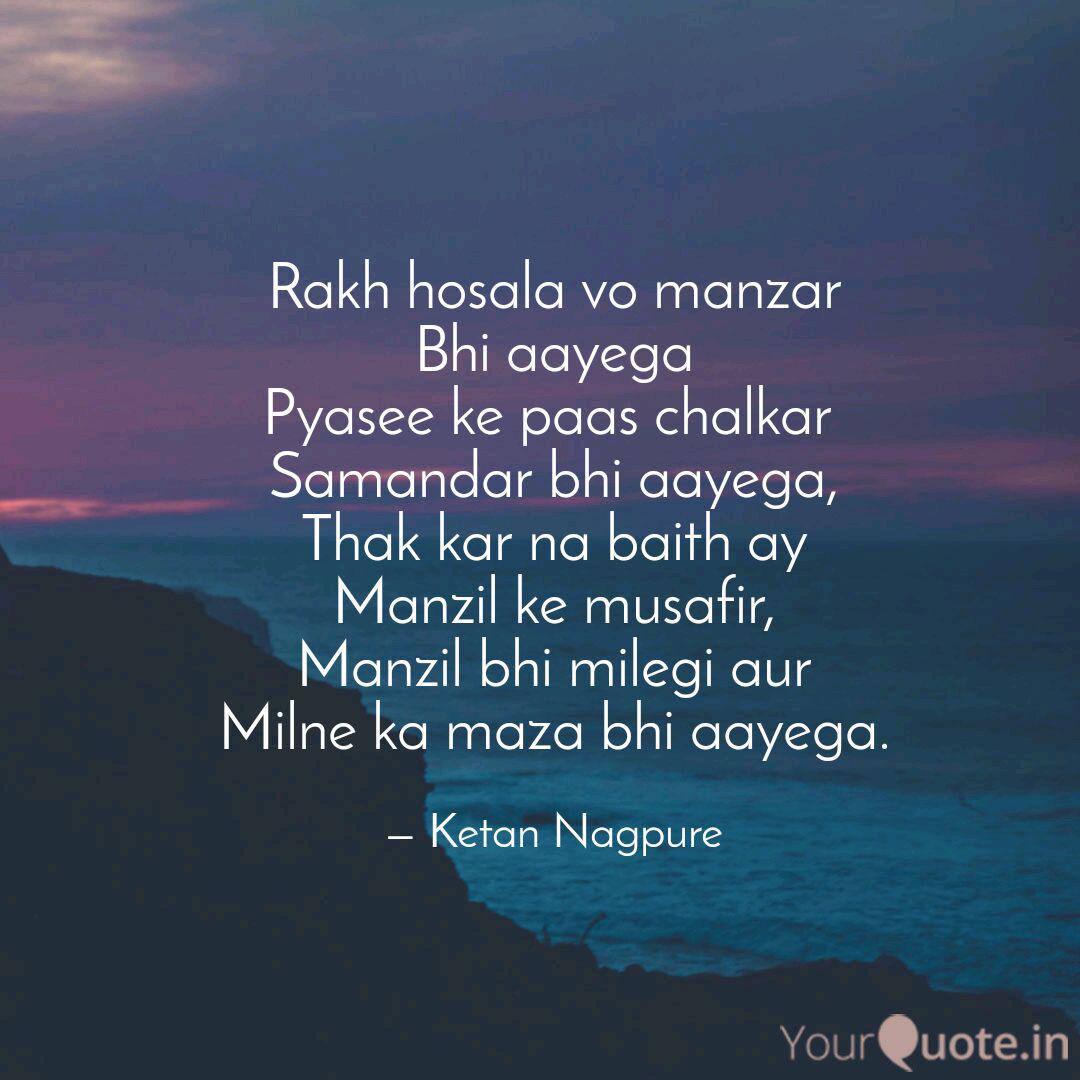 Rakh hosala vo manzar
Bhi aayega
Pyasee ke paas chalkar
Samandar bhi aayega,
Thak kar na baith ay
Manzil ke musafir,
Manzil bhi milegi aur
Milne ka maza bhi aayega.
– Ketan Nagpure
YourQuote.in